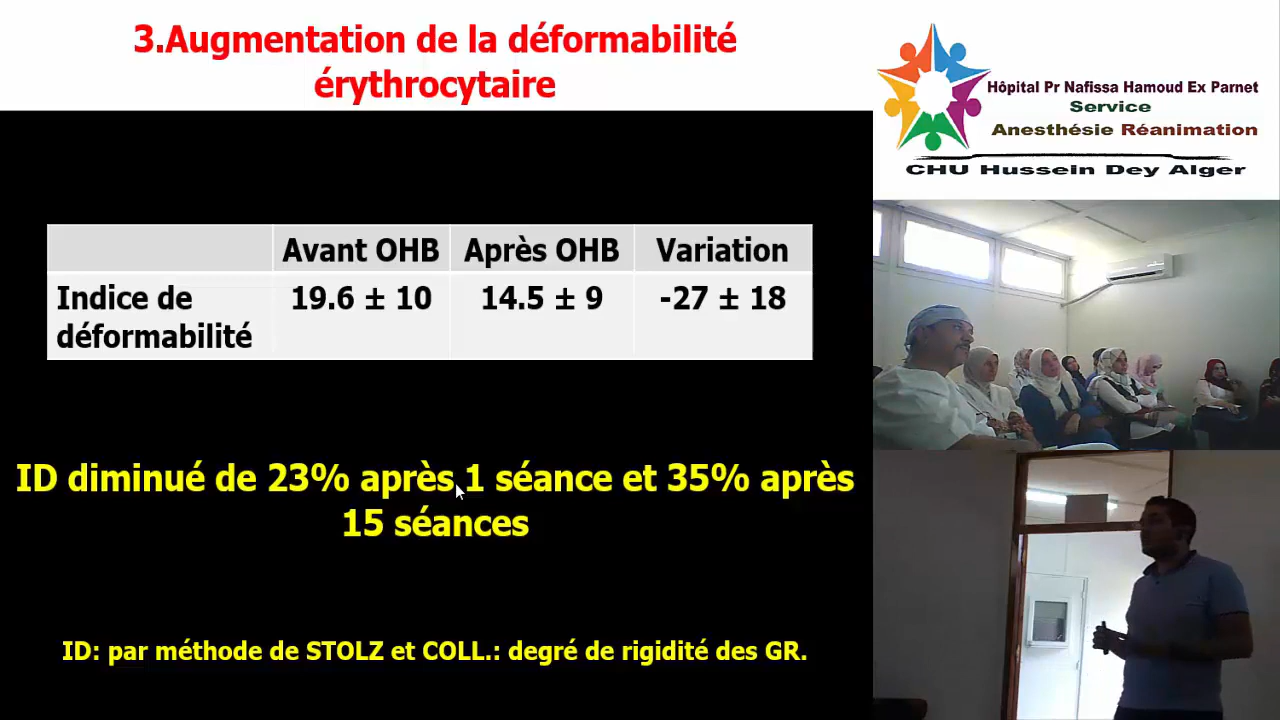 3.Augmentation de la déformabilité
érythrocytaire
Avant OHB Après OHB Variation
Indice de déformabilité 19.6 ± 10 14.5 ± 9 -27 ± 18
ID diminué de 23% après 1 séance et 35% après
15 séances
ID: par méthode de STOLZ et COLL.: degré de rigidité des GR.
Hôpital Pr Nafissa Hamoud Ex Parnet
Service
Anesthésie Réanimation
CHU Hussein Dey Alger